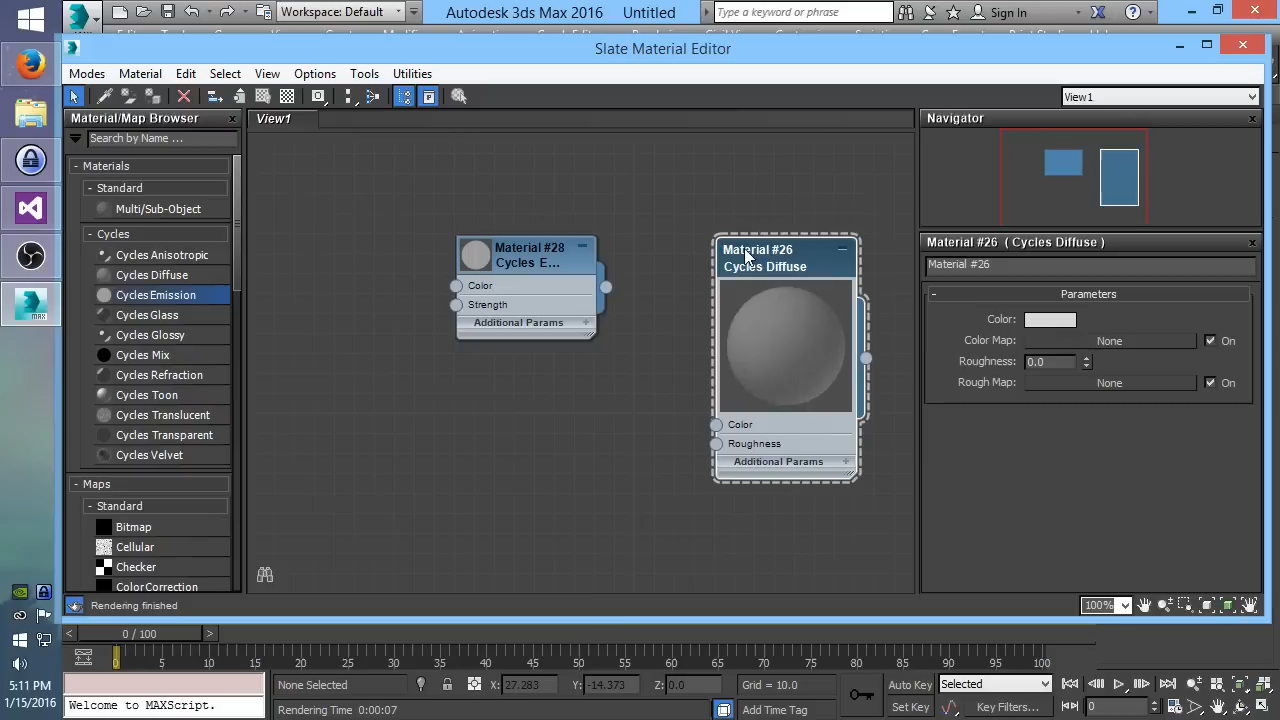 Workspace: Default
Autodesk 3ds Max 2016 Untitled
Type a keyword or phrase
Sign In
Slate Material Editor
Modes Material Edit Select View Options Tools Utilities
View1
Material/Map Browser
View1
Navigator
Search by Name ...
- Materials
- Standard
Multi/Sub-Object
- Cycles
Cycles Anisotropic
Cycles Diffuse
Cycles Emission
Cycles Glass
Cycles Glossy
Cycles Mix
Cycles Refraction
Cycles Toon
Cycles Translucent
Cycles Transparent
Cycles Velvet
- Maps
- Standard
Bitmap
Cellular
Checker
Color Correction
Material #28
Cycles E...
Color
Strength
Additional Params +
Material #26
Cycles Diffuse
Color
Roughness
Additional Params +
Material #26 ( Cycles Diffuse )
Material #26
- Parameters
Color:
Color Map: None On
Roughness: 0.0
Rough Map: None On
Rendering finished
100%
MAX
< 0 / 100 >
0 5 10 15 20 25 30 35 40 45 50 55 60 65 70 75 80 85 90 95 100
5:11 PM
1/15/2016
None Selected
X: 27.283 Y: -14.373 Z: 0.0
Grid = 10.0
Auto Key
Selected
Welcome to MAXScript.
Rendering Time 0:00:07
Add Time Tag
Set Key
Key Filters...
0